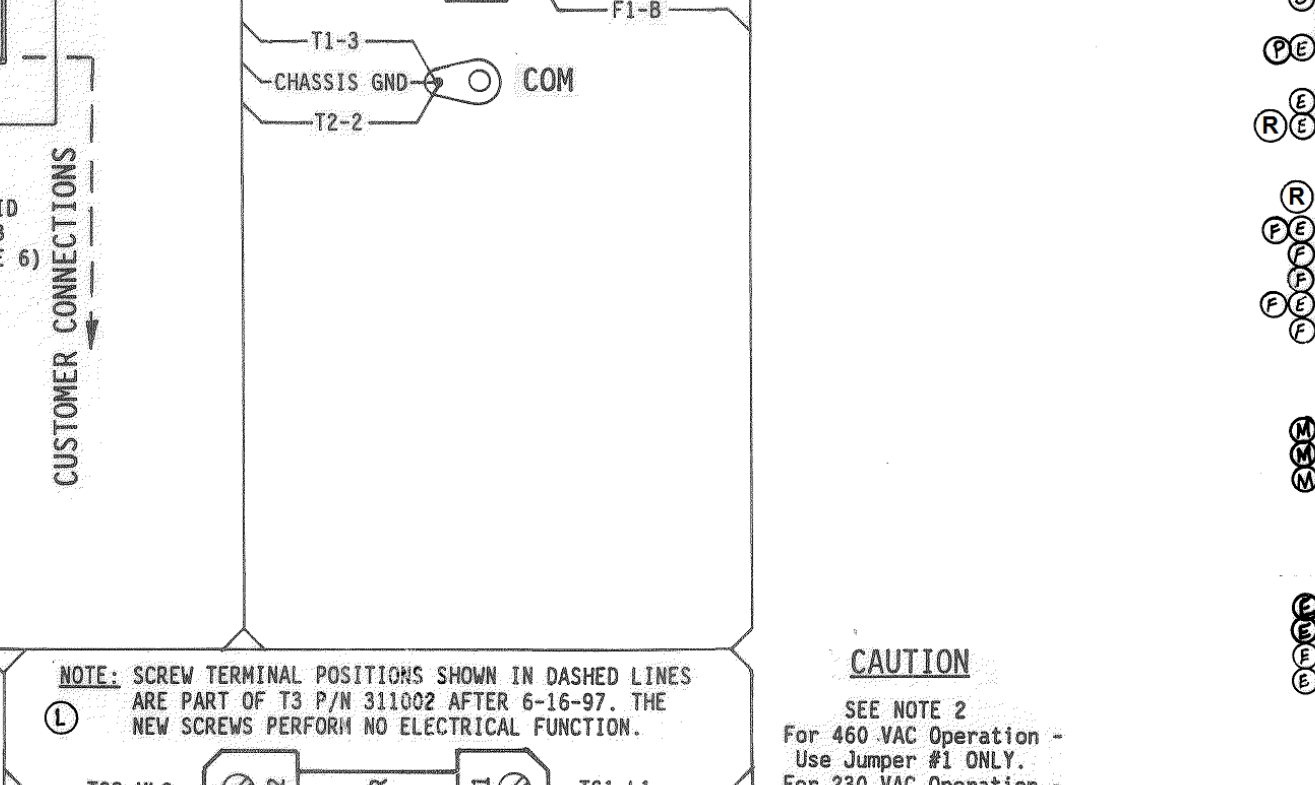 F1-B
T1-3
CHASSIS GND
COM
T2-2
6)
CUSTOMER CONNECTIONS
P E
E
R E
R
F E
F
F
F E
F
M
M
M
E
E
E
E
NOTE: SCREW TERMINAL POSITIONS SHOWN IN DASHED LINES
ARE PART OF T3 P/N 311002 AFTER 6-16-97. THE
L
NEW SCREWS PERFORM NO ELECTRICAL FUNCTION.
CAUTION
SEE NOTE 2
For 460 VAC Operation -
Use Jumper #1 ONLY.
For 230 VAC Operation -